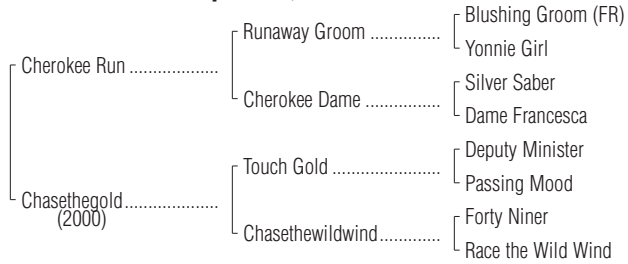 Blushing Groom (FR)
Runaway Groom ...............
Yonnie Girl
Cherokee Run ...................
Silver Saber
Cherokee Dame ................
Dame Francesca
Deputy Minister
Touch Gold ......................
Passing Mood
Chasethegold....................
(2000)
Forty Niner
Chasethewildwind.............
Race the Wild Wind